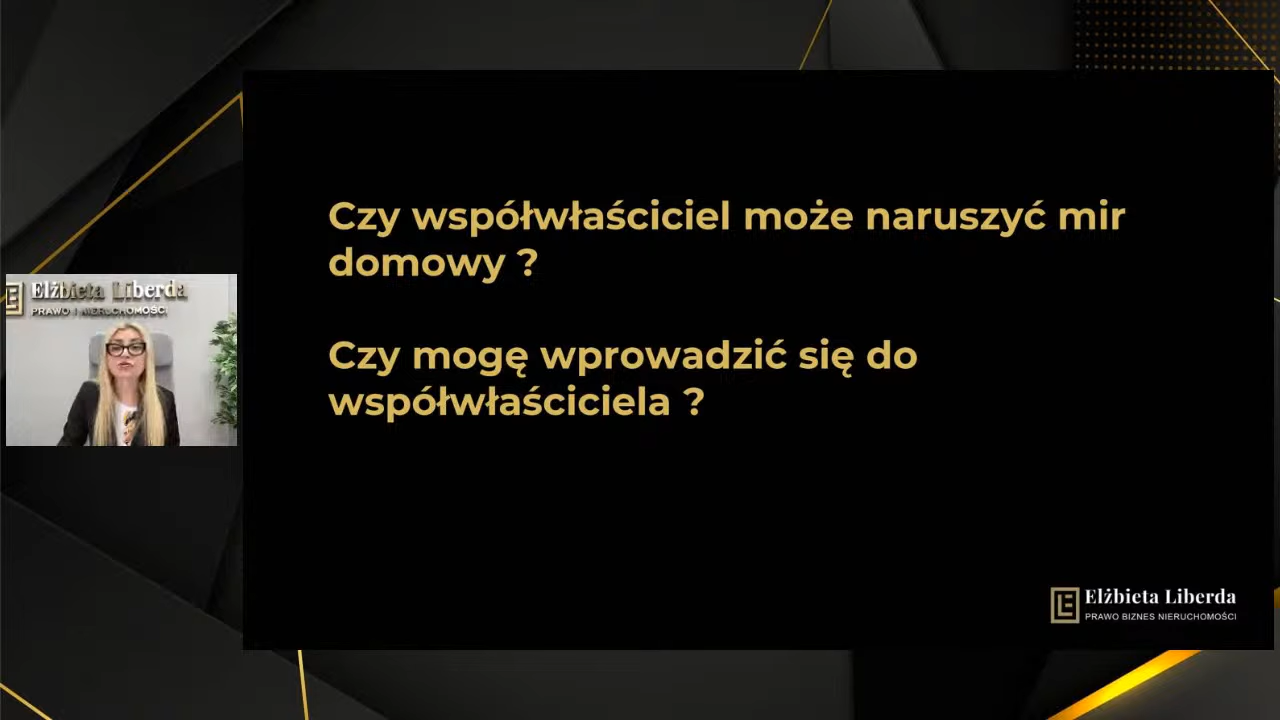 Czy współwłaściciel może naruszyć mir
domowy ?
Czy mogę wprowadzić się do
współwłaściciela ?
Elżbieta Liberda
PRAWO I NIERUCHOMOŚCI
Elżbieta Liberda
PRAWO BIZNES NIERUCHOMOŚCI